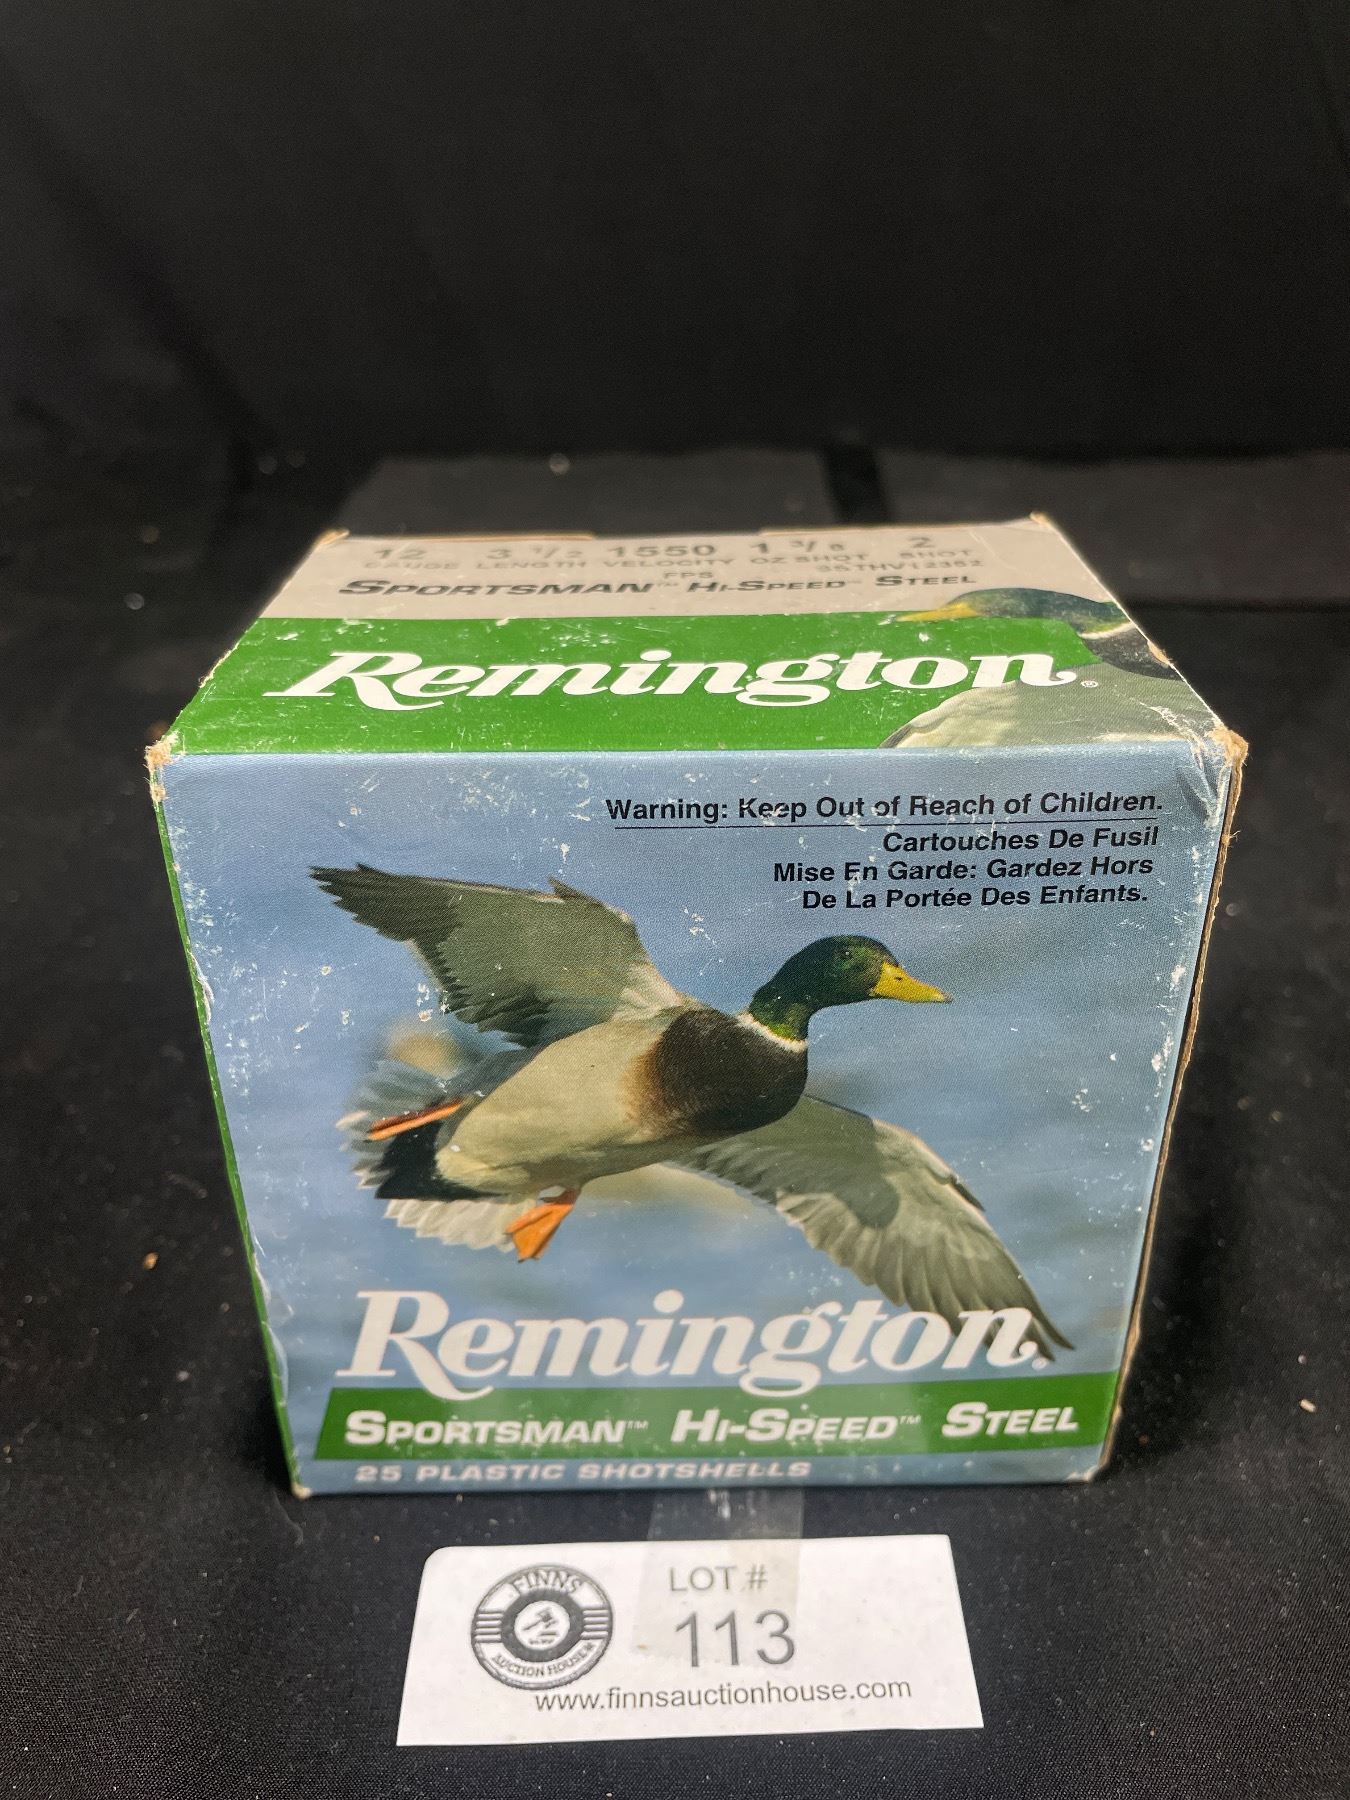 12 3 1/2 1550 1 3/8 2
GAUGE LENGTH VELOCITY OZ SHOT SHOT
FPS
SPORTSMAN™ HI-SPEED™ STEEL
Remington®
Warning: Keep Out of Reach of Children.
Cartouches De Fusil
Mise En Garde: Gardez Hors
De La Portée Des Enfants.
Remington®
SPORTSMAN™ HI-SPEED™ STEEL
25 PLASTIC SHOTSHELLS
FINNS
AUCTION HOUSE
LOT #
113
www.finnsauctionhouse.com